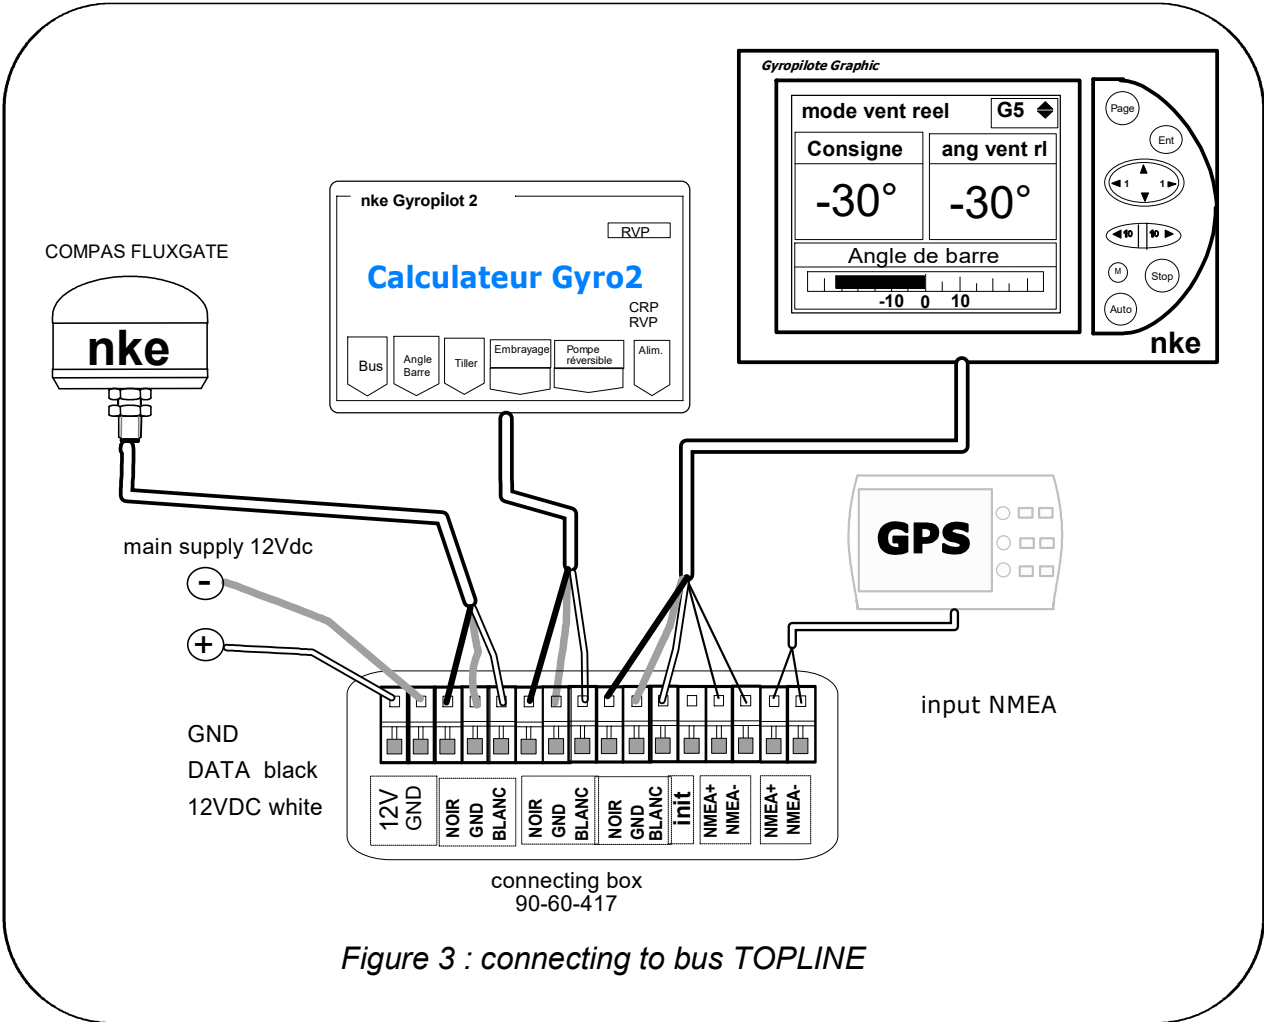 Gyropilote Graphic
mode vent reel
G5
Consigne
ang vent rl
-30°
-30°
Angle de barre
-10 0 10
Page
Ent
1 1
10 10
M
Stop
Auto
nke
nke Gyropilot 2
RVP
Calculateur Gyro2
CRP
RVP
Bus
Angle
Barre
Tiller
Embrayage
Pompe
réversible
Alim.
COMPAS FLUXGATE
nke
main supply 12Vdc
-
+
GPS
input NMEA
GND
DATA black
12VDC white
12V
GND
NOIR
GND
BLANC
NOIR
GND
BLANC
NOIR
GND
BLANC
init
NMEA+
NMEA-
NMEA+
NMEA-
connecting box
90-60-417
Figure 3 : connecting to bus TOPLINE